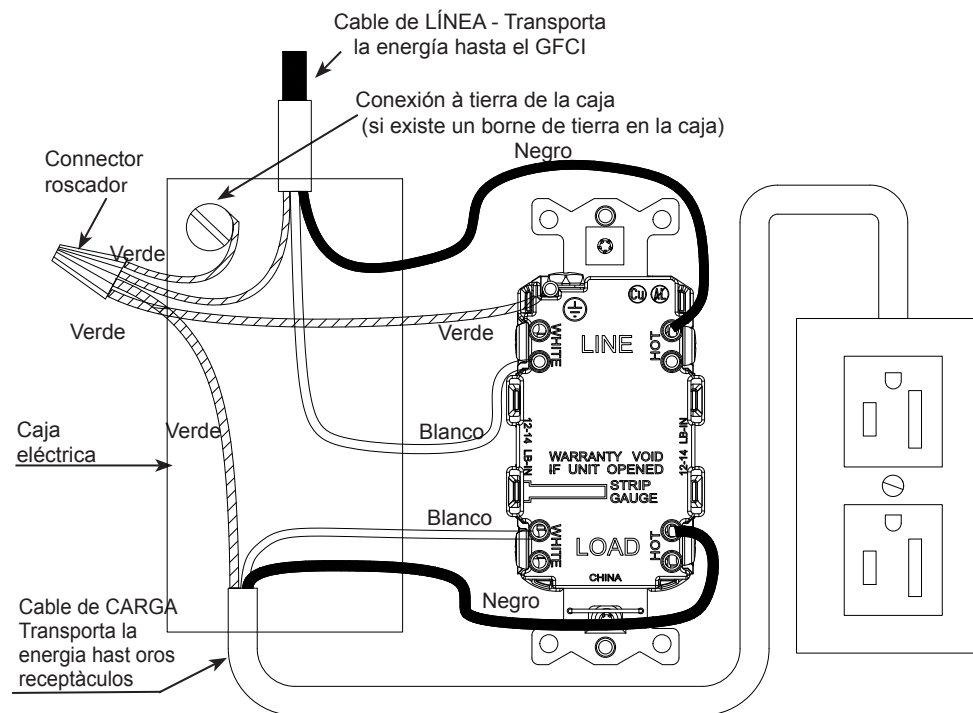 Cable de LÍNEA - Transporta
la energía hasta el GFCI
Conexión à tierra de la caja
(si existe un borne de tierra en la caja)
Negro
Connector
roscador
Verde
Verde
Verde
Cu
AL
WHITE
LINE
HOT
Verde
Blanco
Caja
eléctrica
12-14 LB-IN
12-14 LB-IN
WARRANTY VOID
IF UNIT OPENED
STRIP
GAUGE
Blanco
WHITE
LOAD
HOT
CHINA
Negro
Cable de CARGA
Transporta la
energia hast oros
receptàculos